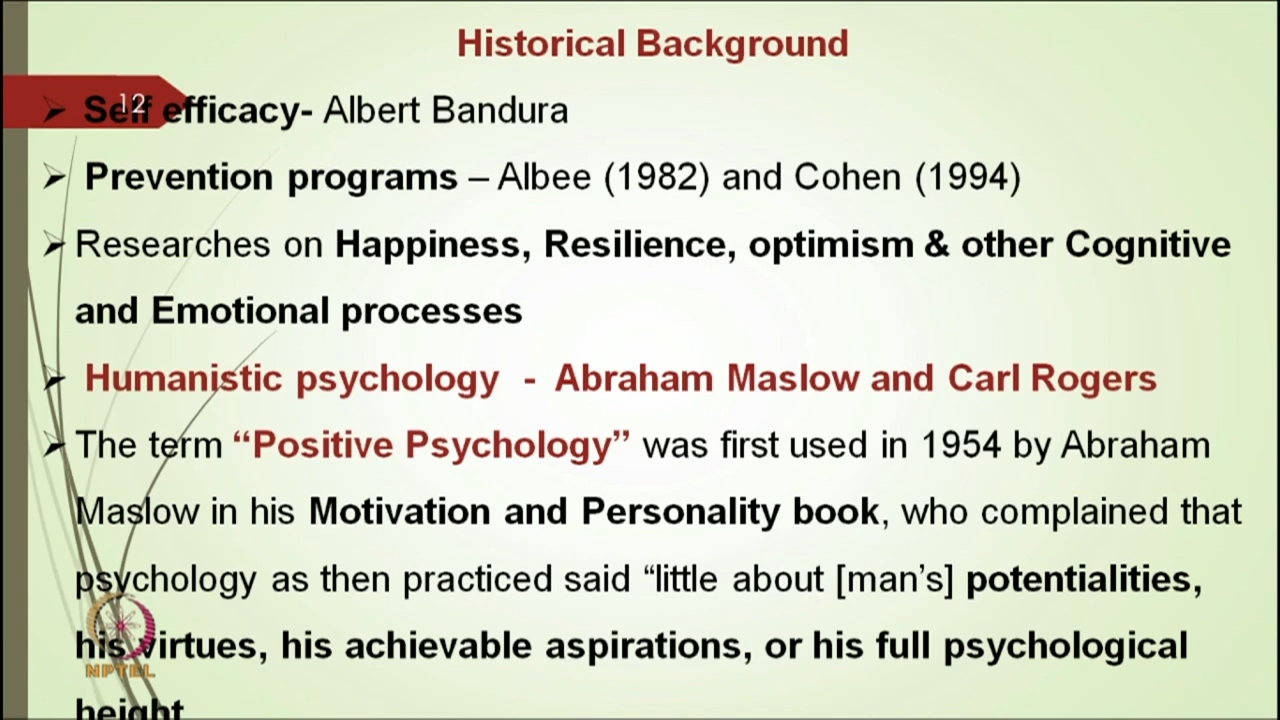 Historical Background
12
➢ Self efficacy- Albert Bandura
➢ Prevention programs – Albee (1982) and Cohen (1994)
➢ Researches on Happiness, Resilience, optimism & other Cognitive
and Emotional processes
➢ Humanistic psychology - Abraham Maslow and Carl Rogers
➢ The term “Positive Psychology” was first used in 1954 by Abraham
Maslow in his Motivation and Personality book, who complained that
psychology as then practiced said “little about [man’s] potentialities,
his virtues, his achievable aspirations, or his full psychological
height
NPTEL